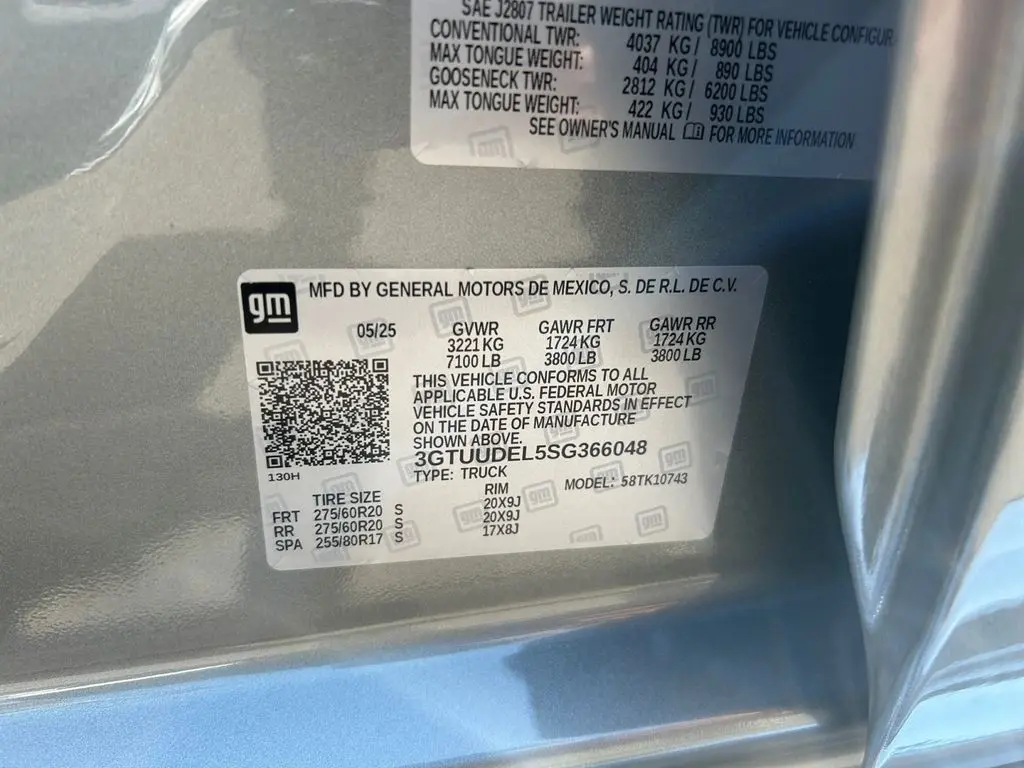 SAE J2807 TRAILER WEIGHT RATING (TWR) FOR VEHICLE CONFIGUR
CONVENTIONAL TWR: 4037 KG/ 8900 LBS
MAX TONGUE WEIGHT: 404 KG/ 890 LBS
GOOSENECK TWR: 2812 KG/ 6200 LBS
MAX TONGUE WEIGHT: 422 KG/ 930 LBS
SEE OWNER'S MANUAL FOR MORE INFORMATION
gm MFD BY GENERAL MOTORS DE MEXICO, S. DE R.L. DE C.V.
05/25 GVWR GAWR FRT GAWR RR
3221 KG 1724 KG 1724 KG
7100 LB 3800 LB 3800 LB
THIS VEHICLE CONFORMS TO ALL
APPLICABLE U.S. FEDERAL MOTOR
VEHICLE SAFETY STANDARDS IN EFFECT
ON THE DATE OF MANUFACTURE
SHOWN ABOVE.
3GTUUDEL5SG366048
130H TYPE: TRUCK MODEL: 58TK10743
TIRE SIZE RIM
FRT 275/60R20 S 20X9J
RR 275/60R20 S 20X9J
SPA 255/80R17 S 17X8J